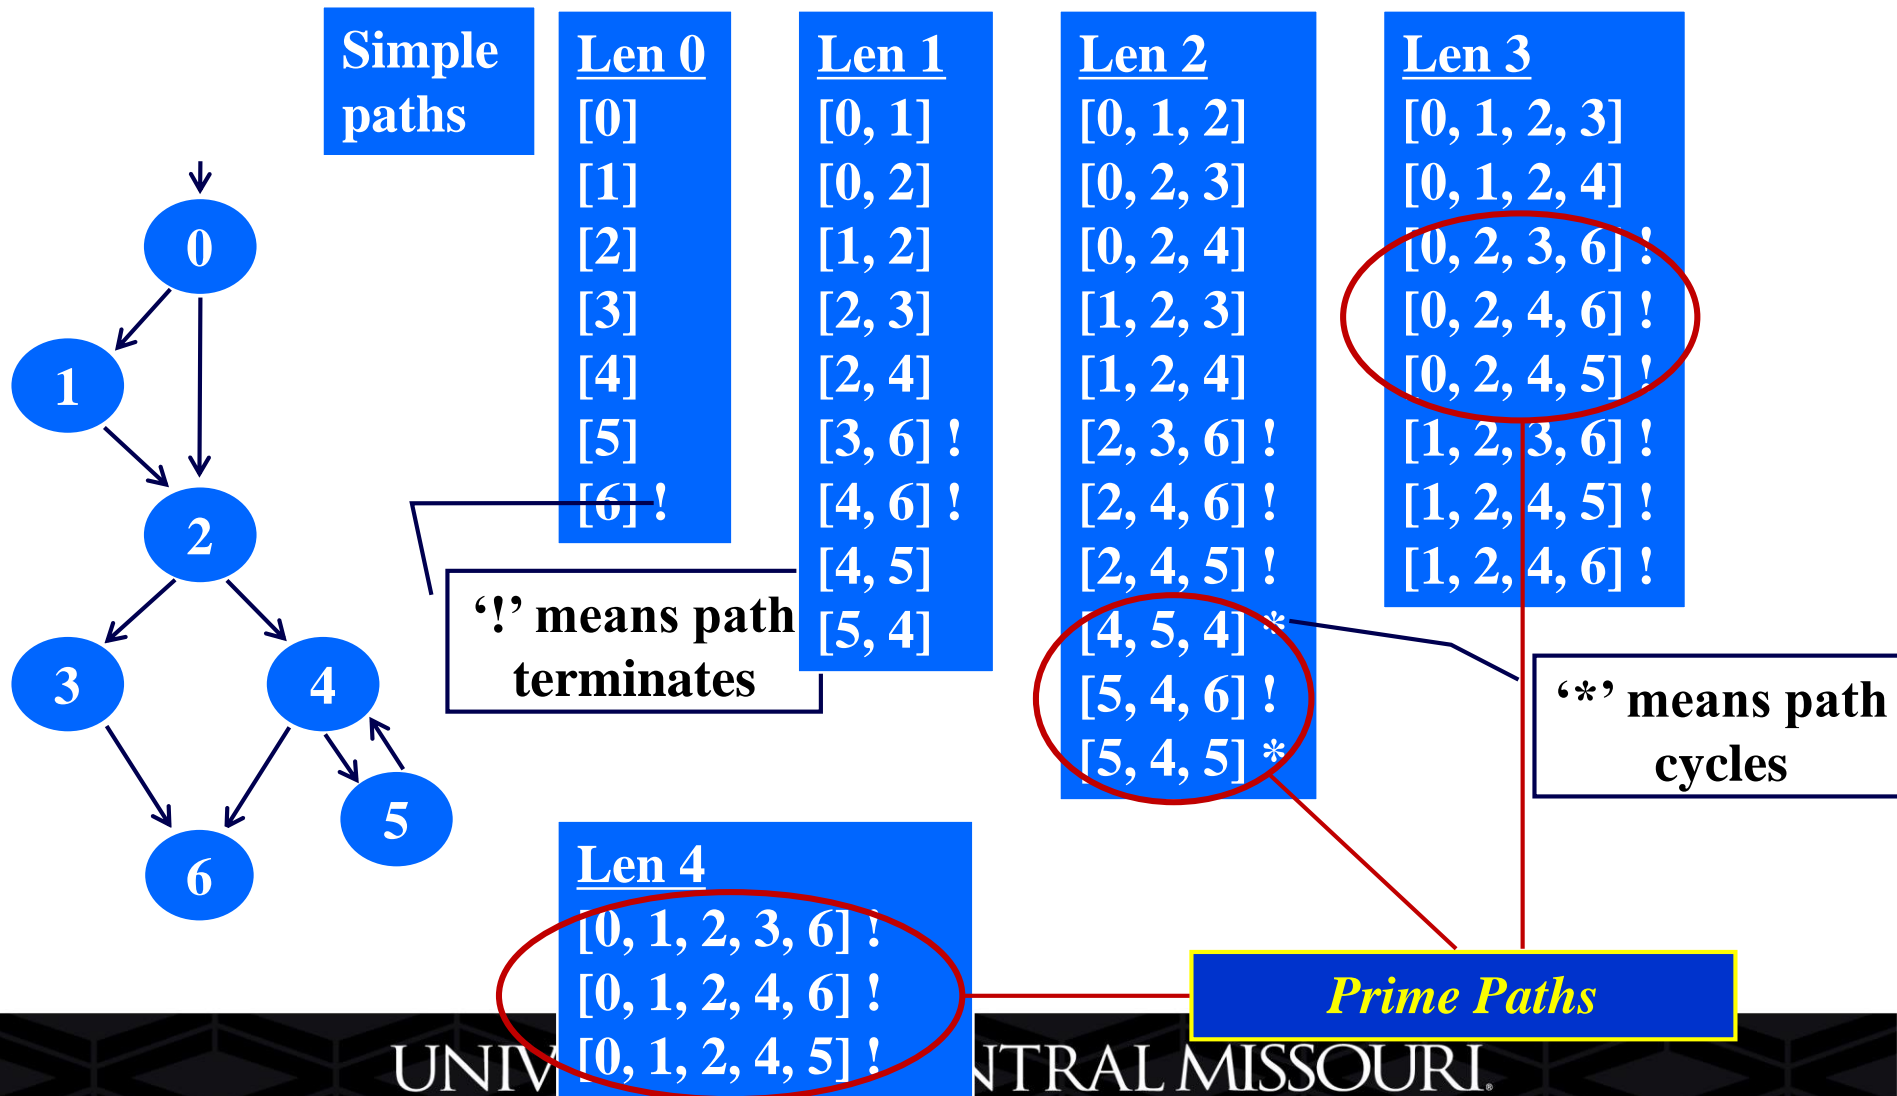 Simple
paths
Len 0
[0]
[1]
[2]
[3]
[4]
[5]
[6] !
Len 1
[0, 1]
[0, 2]
[1, 2]
[2, 3]
[2, 4]
[3, 6] !
[4, 6] !
[4, 5]
[5, 4]
Len 2
[0, 1, 2]
[0, 2, 3]
[0, 2, 4]
[1, 2, 3]
[1, 2, 4]
[2, 3, 6] !
[2, 4, 6] !
[2, 4, 5] !
[4, 5, 4] *
[5, 4, 6] !
[5, 4, 5] *
Len 3
[0, 1, 2, 3]
[0, 1, 2, 4]
[0, 2, 3, 6] !
[0, 2, 4, 6] !
[0, 2, 4, 5] !
[1, 2, 3, 6] !
[1, 2, 4, 5] !
[1, 2, 4, 6] !
0
1
2
3
4
5
6
‘!’ means path
terminates
‘*’ means path
cycles
Len 4
[0, 1, 2, 3, 6] !
[0, 1, 2, 4, 6] !
[0, 1, 2, 4, 5] !
Prime Paths
MISSOURI